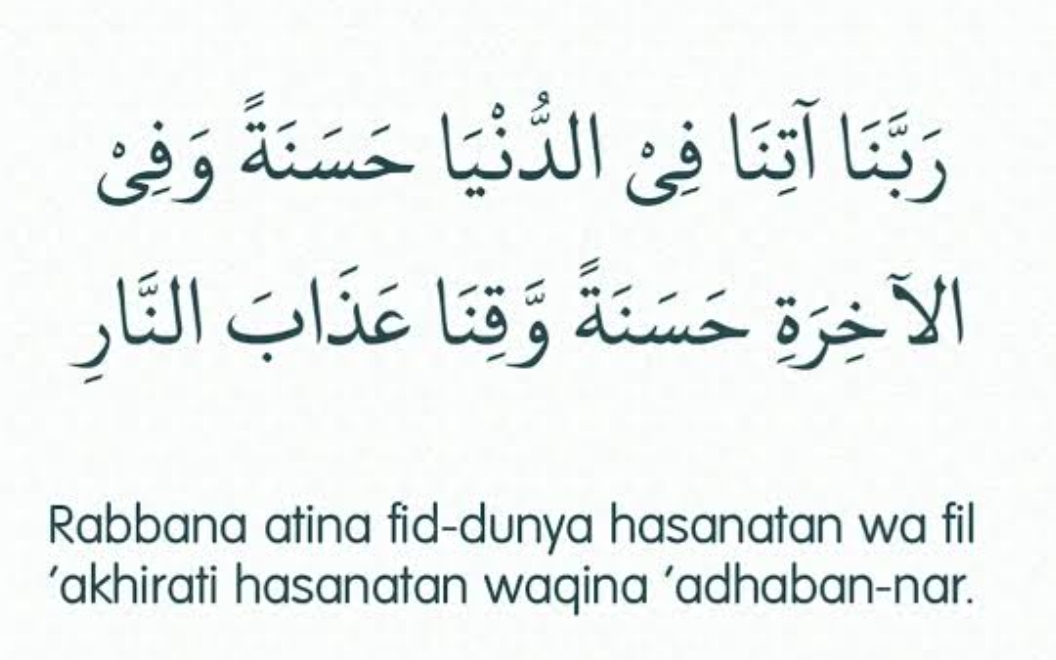 رَبَّنَا آتِنَا فِىْ الدُّنْيَا حَسَنَةً وَفِىْ
الآخِرَةِ حَسَنَةً وَّقِنَا عَذَابَ النَّارِ
Rabbana atina fid-dunya hasanatan wa fil
’akhirati hasanatan waqina ’adhaban-nar.